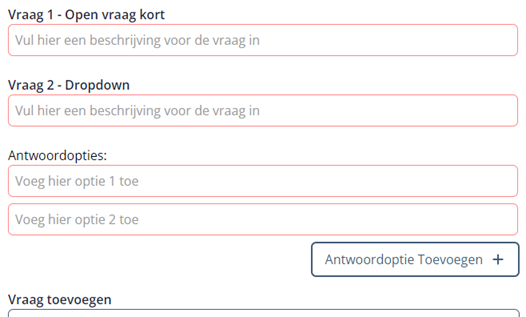 Vraag 1 - Open vraag kort
Vul hier een beschrijving voor de vraag in
Vraag 2 - Dropdown
Vul hier een beschrijving voor de vraag in
Antwoordopties:
Voeg hier optie 1 toe
Voeg hier optie 2 toe
Antwoordoptie Toevoegen +
Vraag toevoegen